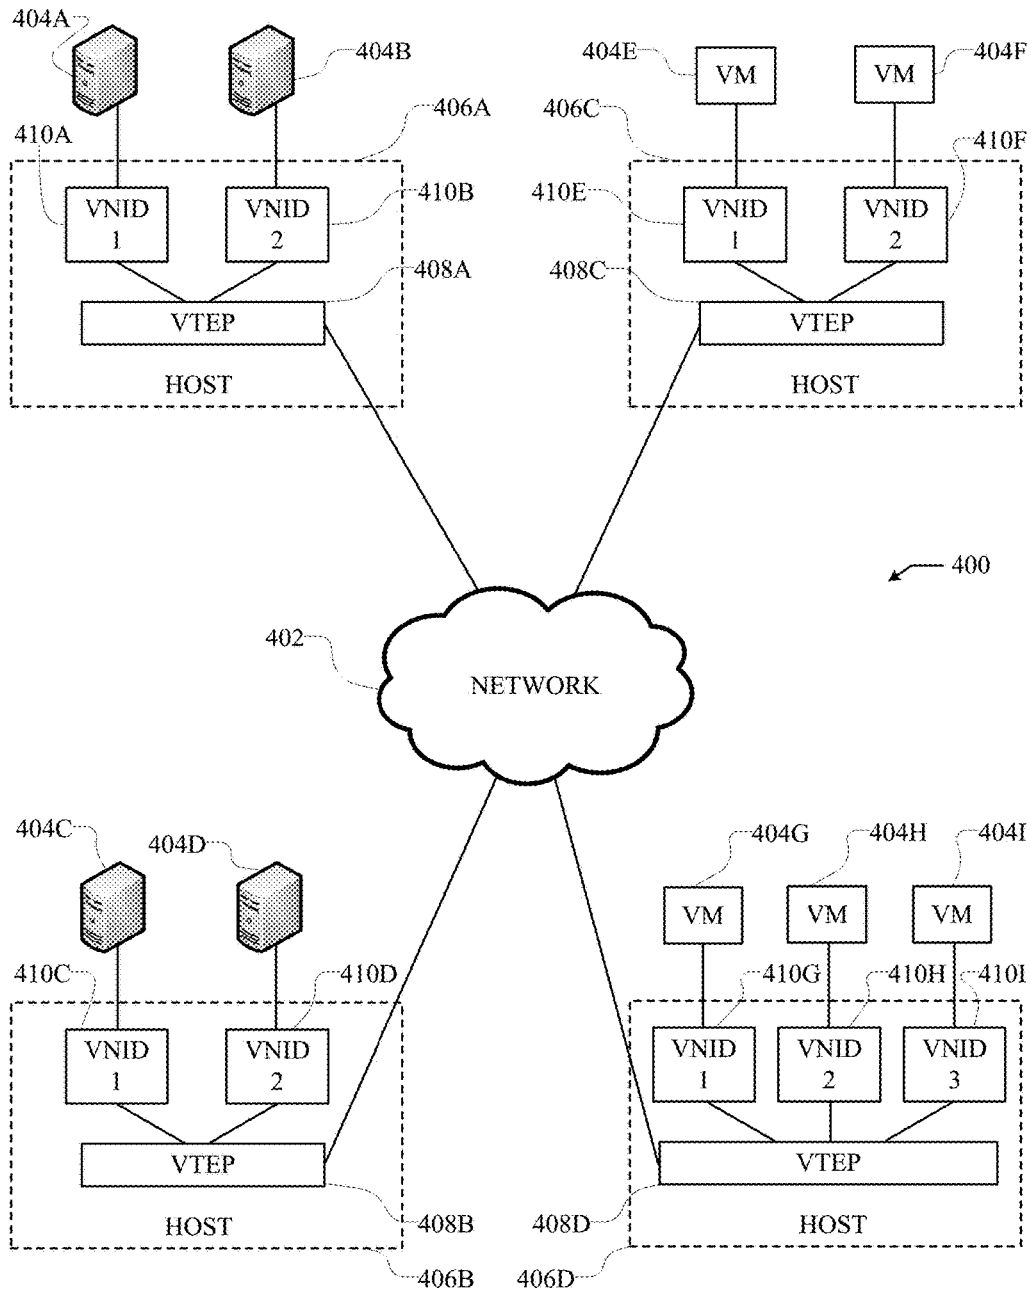 404A
404B
410A
406A
VNID
1
VNID
2
410B
408A
VTEP
HOST
404E
VM
VM
404F
406C
410F
410E
VNID
1
VNID
2
408C
VTEP
HOST
400
402
NETWORK
404C
404D
410C
410D
VNID
1
VNID
2
VTEP
HOST
408B
406B
404G
404H
404I
VM
VM
VM
410G
410H
410I
VNID
1
VNID
2
VNID
3
VTEP
408D
HOST
406D